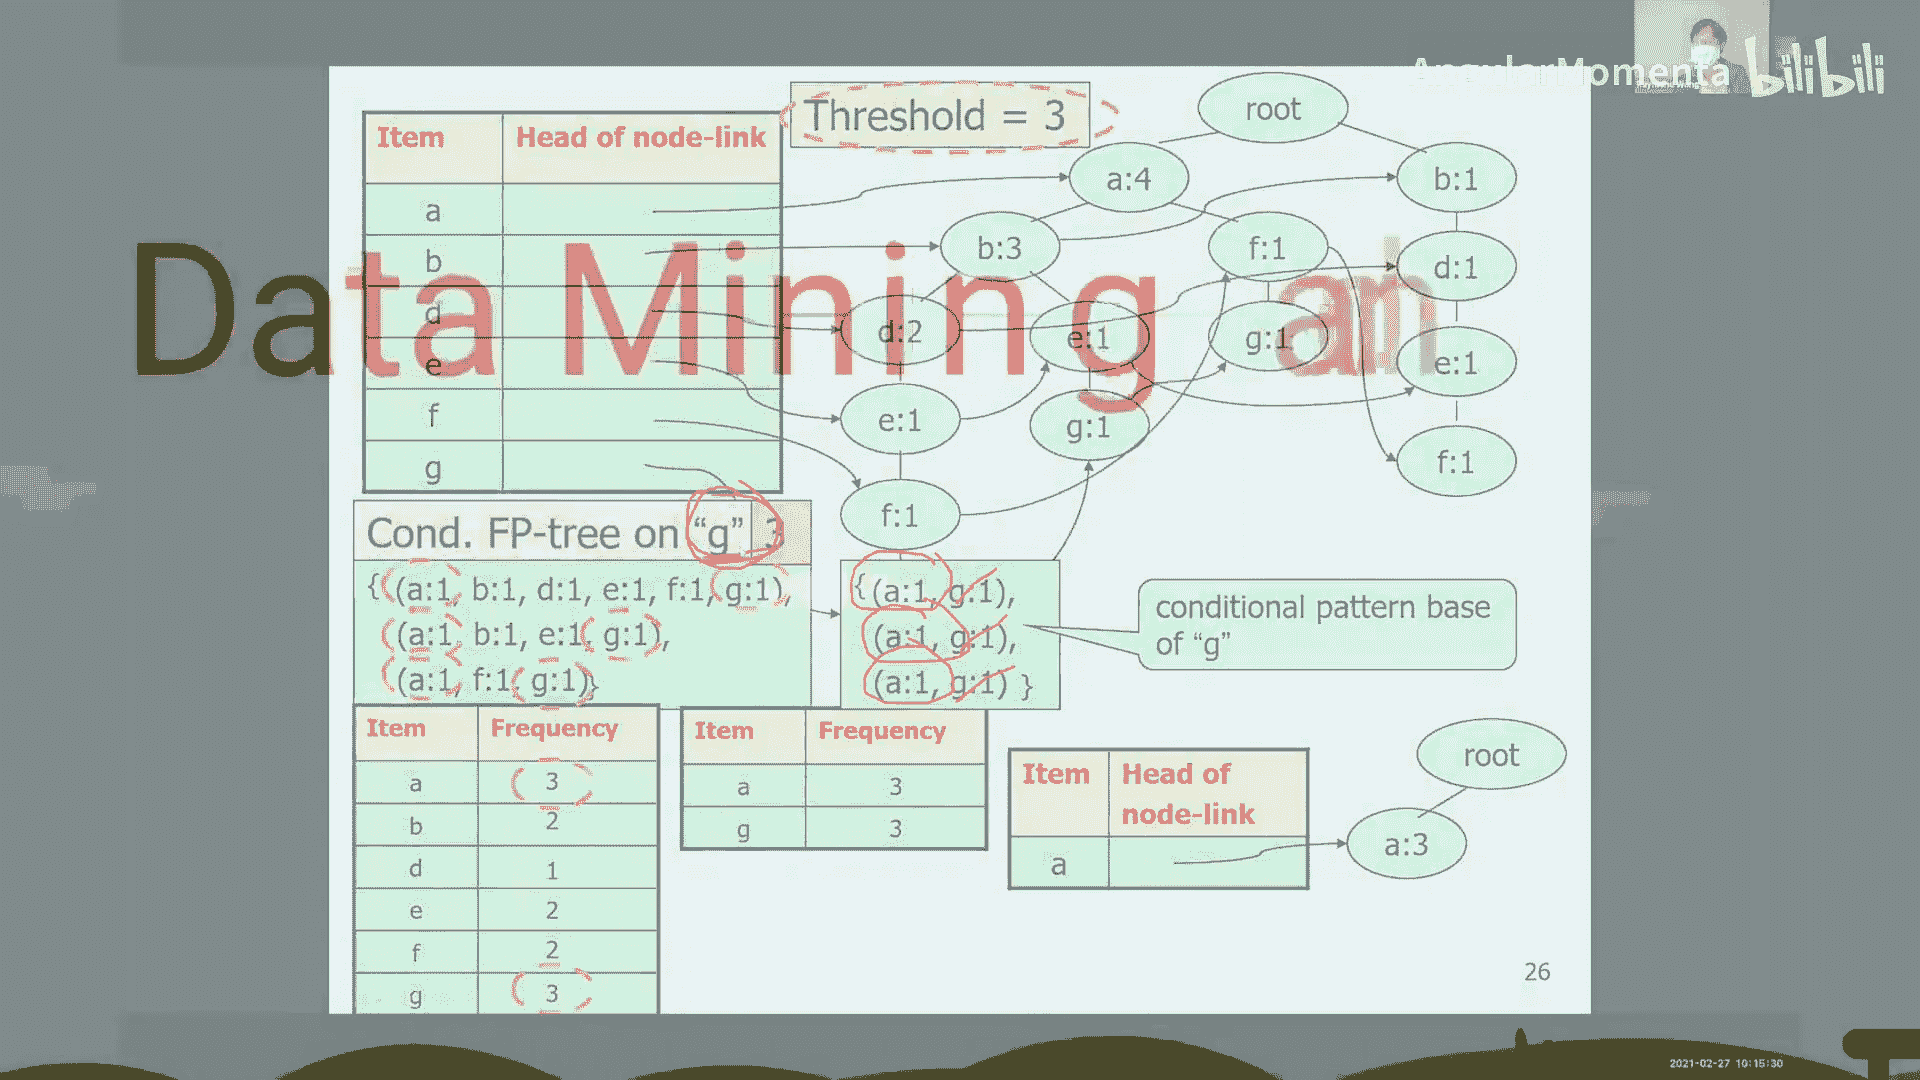 AngularMomenta bilibili
Threshold = 3
Item Head of node-link
a
b
d
e
f
g
root
a:4
b:1
b:3
f:1
d:1
d:2
e:1
g:1
e:1
e:1
g:1
f:1
f:1
Data Mining an
Cond. FP-tree on “g” 3
{(a:1, b:1, d:1, e:1, f:1, g:1),
(a:1, b:1, e:1, g:1),
(a:1, f:1, g:1)}
{(a:1, g:1),
(a:1, g:1),
(a:1, g:1) }
conditional pattern base
of “g”
Item Frequency
a 3
b 2
d 1
e 2
f 2
g 3
Item Frequency
a 3
g 3
Item Head of
node-link
a
root
a:3
26
2021-02-27 10:15:30